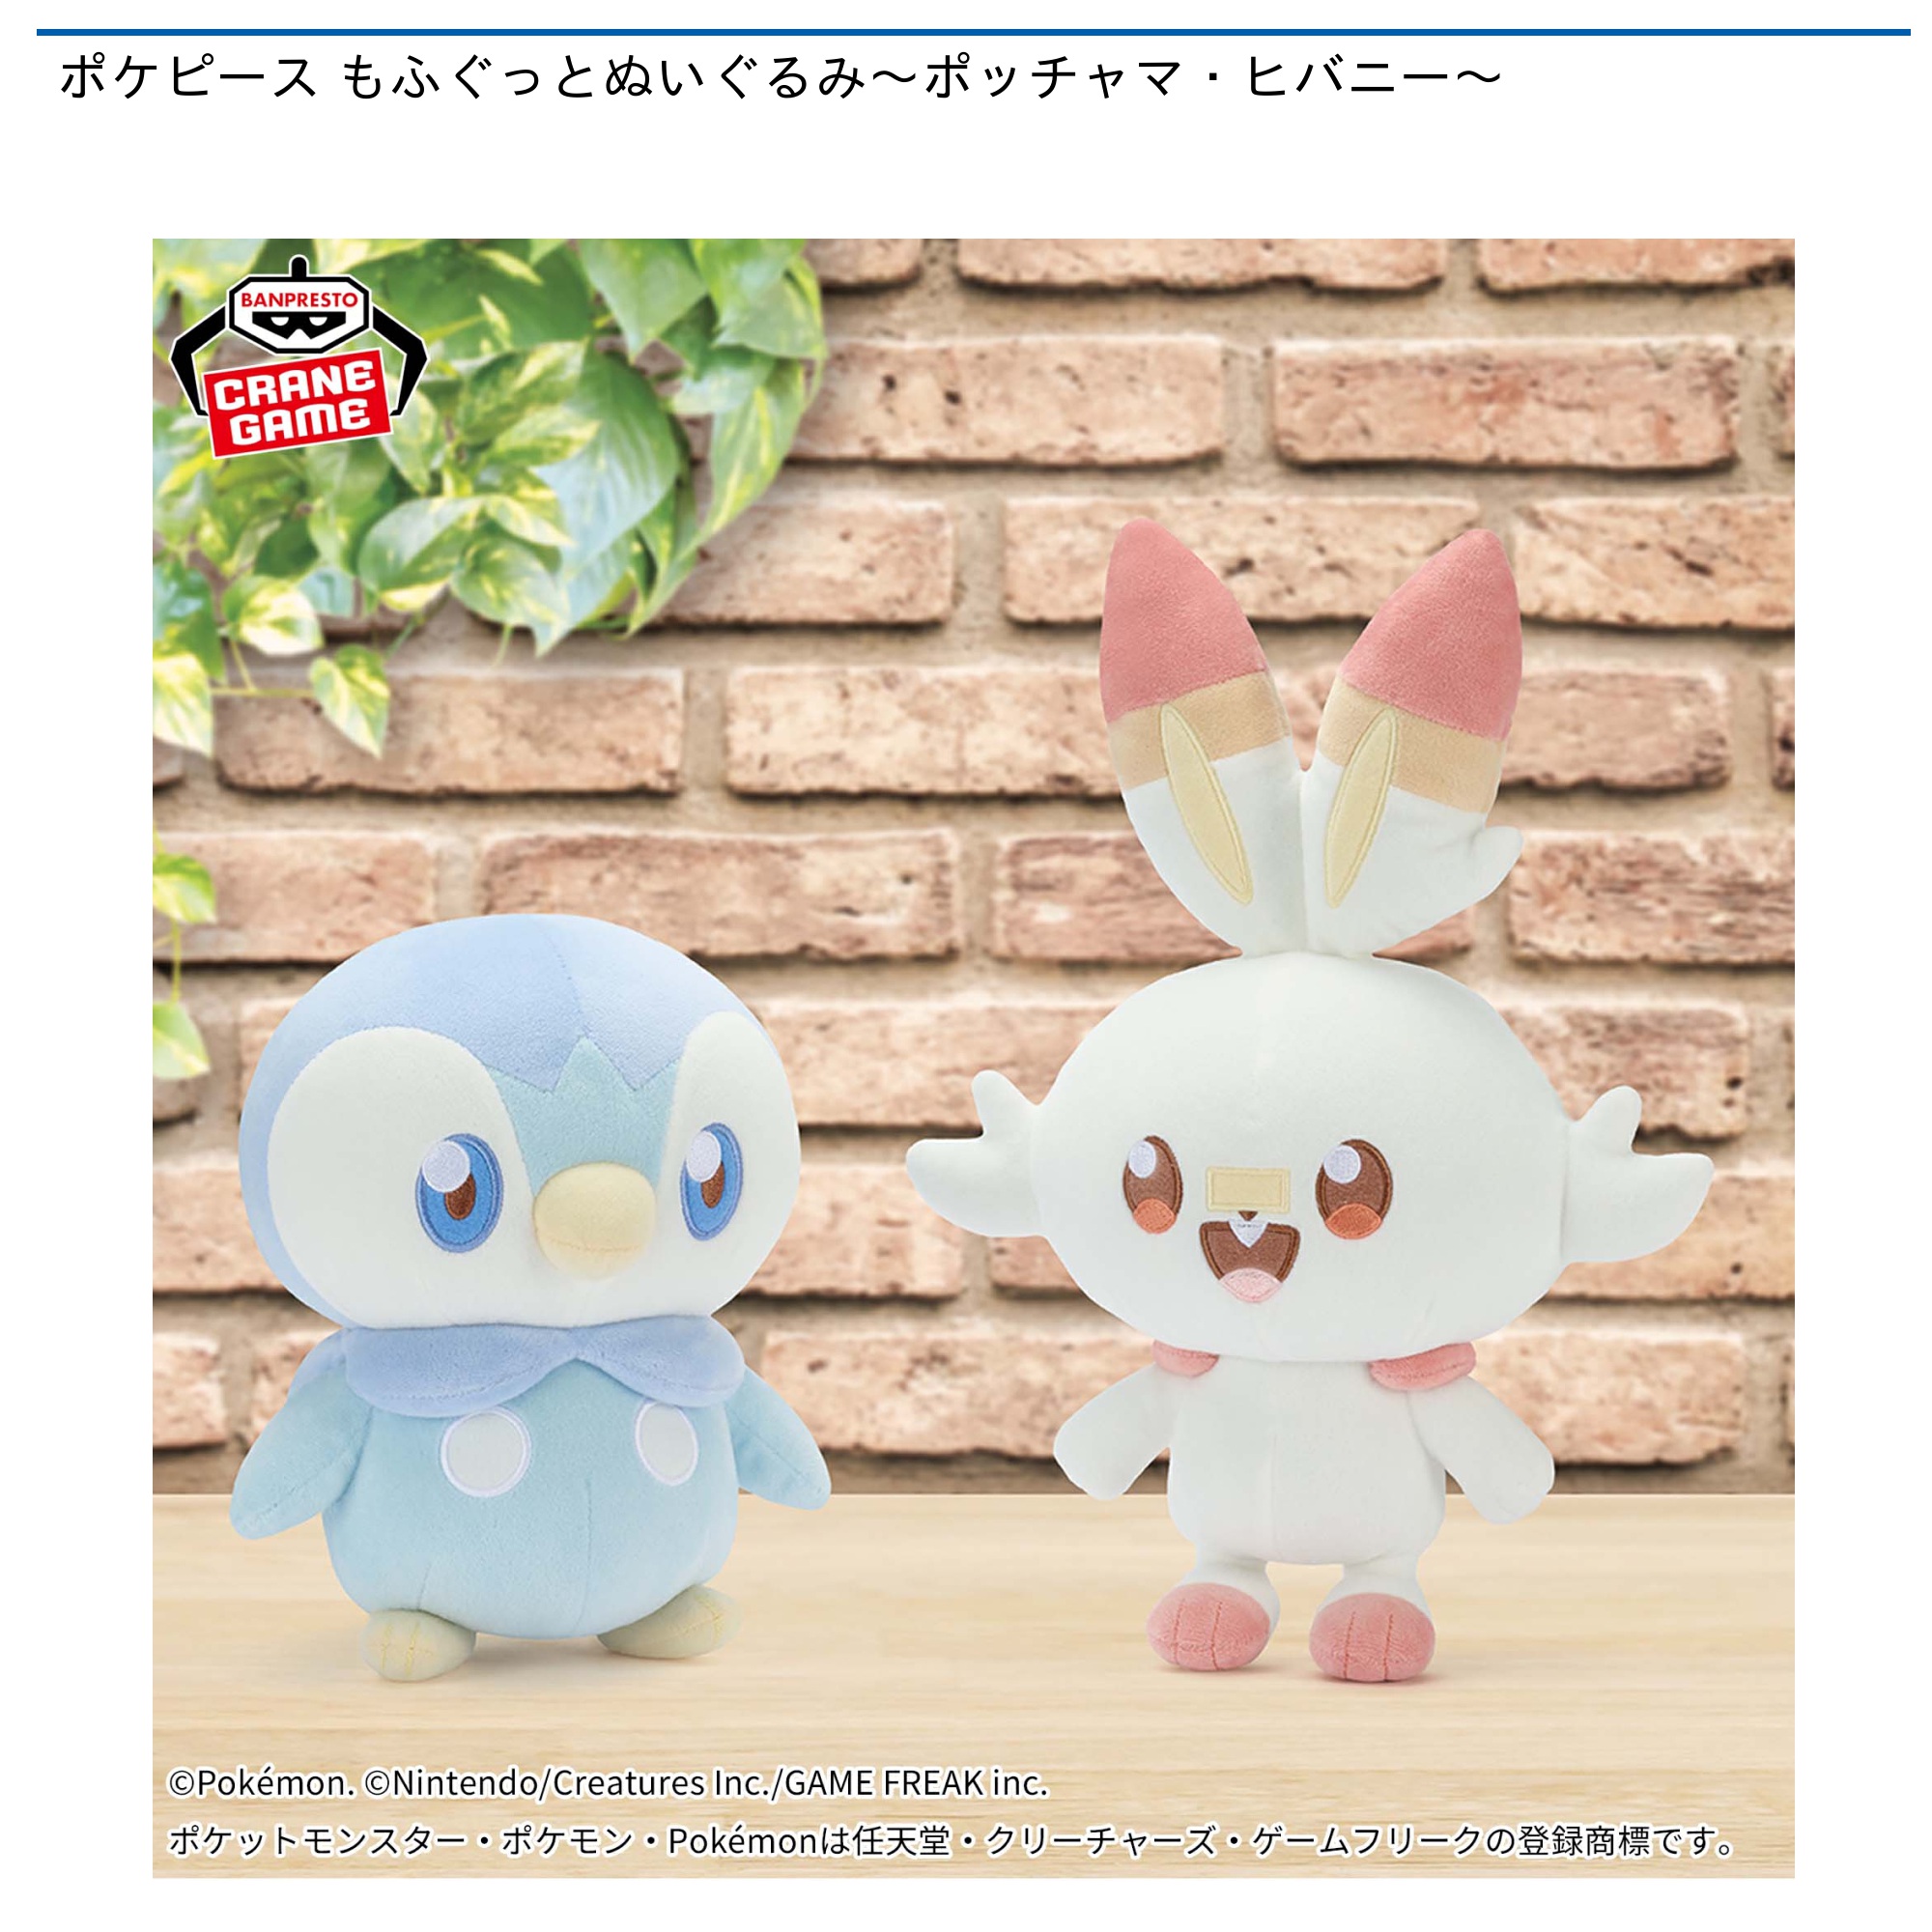 ポケピース もふぐっとぬいぐるみ～ポッチャマ・ヒバニー～
BANPRESTO
CRANE
GAME
©Pokémon. ©Nintendo/Creatures Inc./GAME FREAK inc.
ポケットモンスター・ポケモン・Pokémonは任天堂・クリーチャーズ・ゲームフリークの登録商標です。